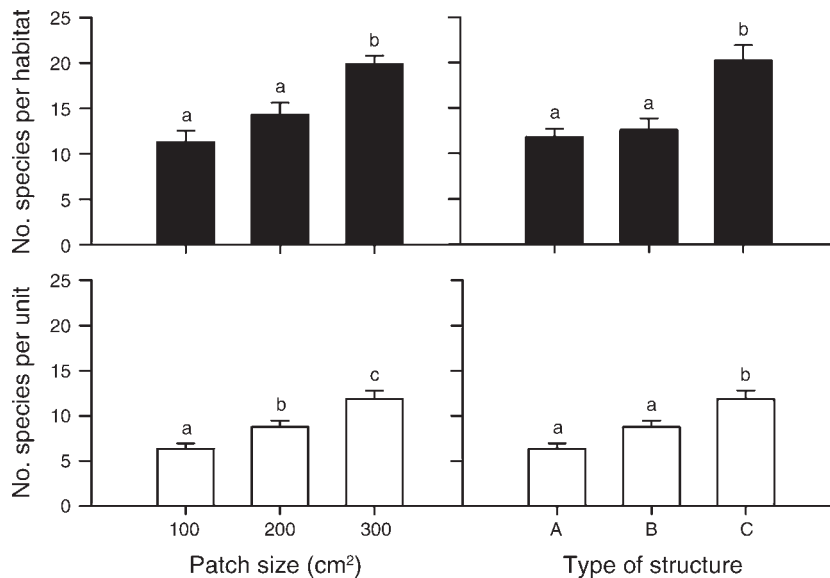 No. species per habitat
25
20
15
10
5
0
a a b
a a b
No. species per unit
25
20
15
10
5
0
a b c
a a b
100 200 300
A B C
Patch size (cm²)
Type of structure